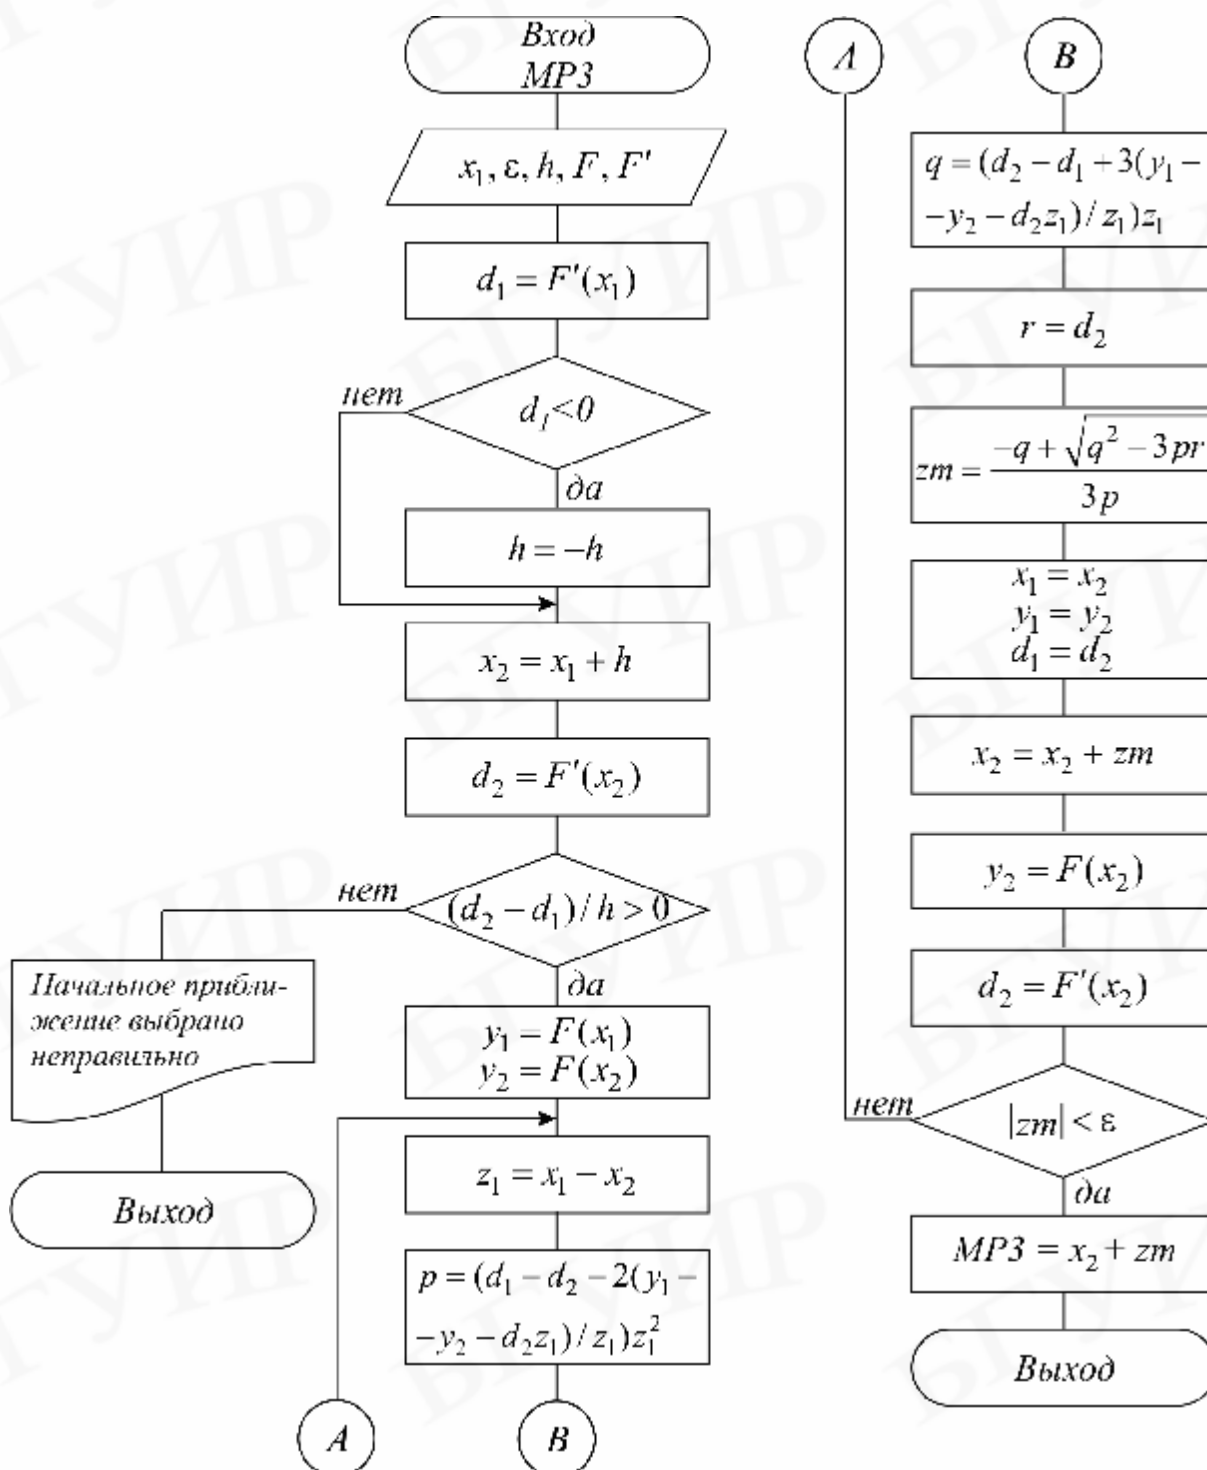 Вход
МРЗ
x₁, ε, h, F, F'
d₁ = F'(x₁)
нет
d₁<0
да
h = −h
x₂ = x₁ + h
d₂ = F'(x₂)
нет
(d₂ − d₁) / h > 0
да
Начальное прибли-
жение выбрано
неправильно
Выход
y₁ = F(x₁)
y₂ = F(x₂)
z₁ = x₁ − x₂
p = (d₁ − d₂ − 2(y₁ −
−y₂ − d₂z₁) / z₁)z₁²
A
B
A
B
q = (d₂ − d₁ + 3(y₁ −
−y₂ − d₂z₁) / z₁)z₁
r = d₂
zm = (−q + √(q² − 3pr)) / 3p
x₁ = x₂
y₁ = y₂
d₁ = d₂
x₂ = x₂ + zm
y₂ = F(x₂)
d₂ = F'(x₂)
нет
|zm| < ε
да
МРЗ = x₂ + zm
Выход
БГУИР